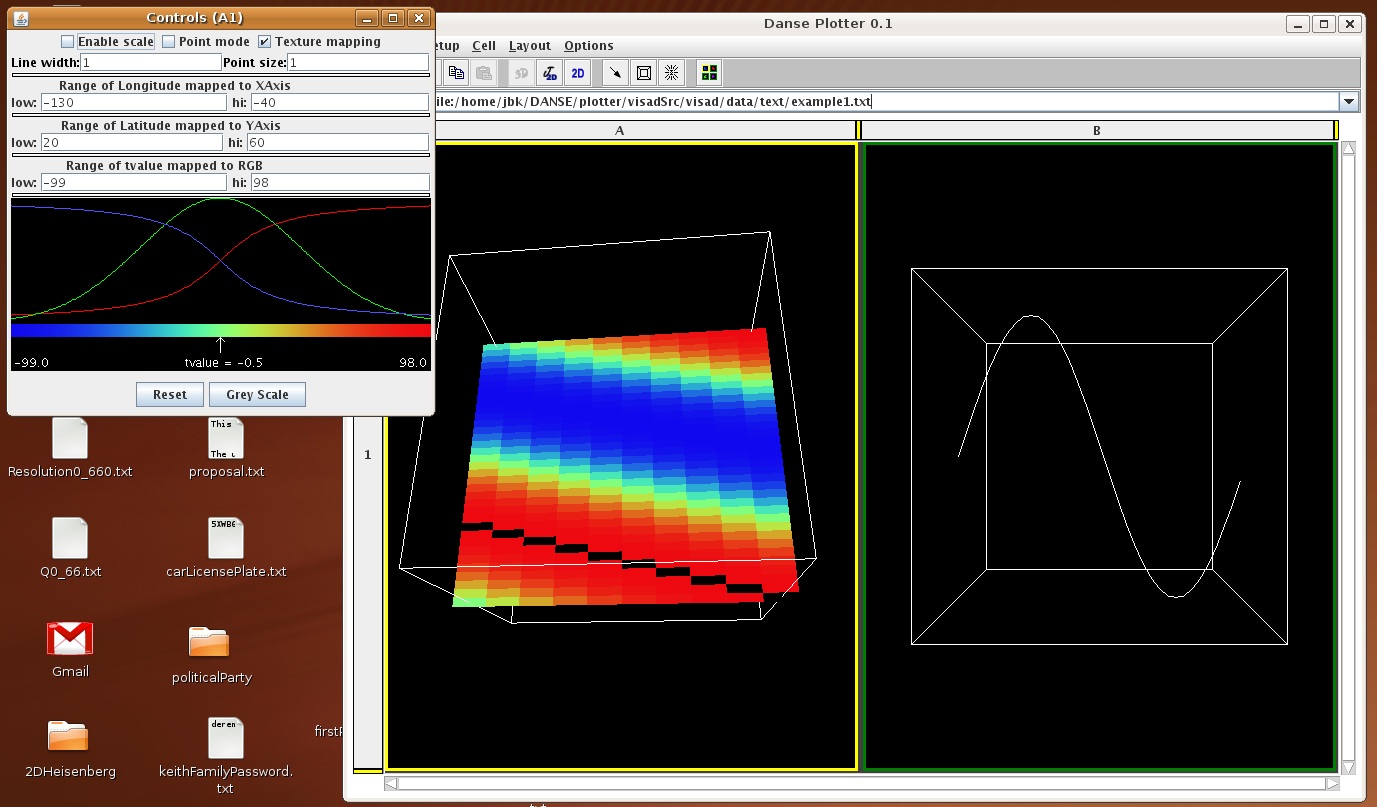 Controls (A1)
Enable scale
Point mode
Texture mapping
Line width: 1
Point size: 1
Range of Longitude mapped to XAxis
low: -130
hi: -40
Range of Latitude mapped to YAxis
low: 20
hi: 60
Range of tvalue mapped to RGB
low: -99
hi: 98
-99.0
tvalue = -0.5
98.0
Reset
Grey Scale
Danse Plotter 0.1
Cell
Layout
Options
2D
ile:/home/jbk/DANSE/plotter/visadSrc/visad/data/text/example1.txt
A
B
1
This
The
Resolution0_660.txt
proposal.txt
Q0_66.txt
carLicensePlate.txt
Gmail
politicalParty
deren
2DHeisenberg
keithFamilyPassword.
txt